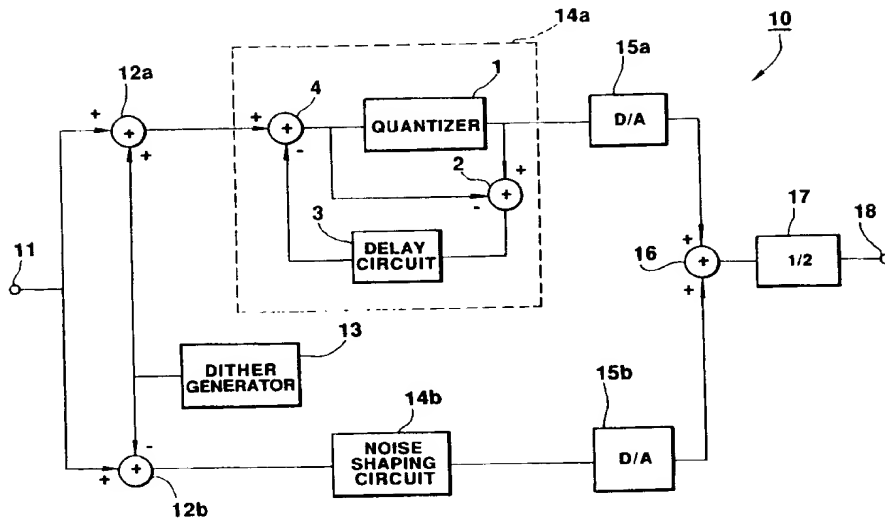 14a
10
12a
4
1
15a
+
+
+
+
+
-
QUANTIZER
D/A
2
+
-
+
3
DELAY
CIRCUIT
17
18
11
16
+
+
+
1/2
13
DITHER
GENERATOR
14b
15b
-
+
+
NOISE
SHAPING
CIRCUIT
D/A
12b